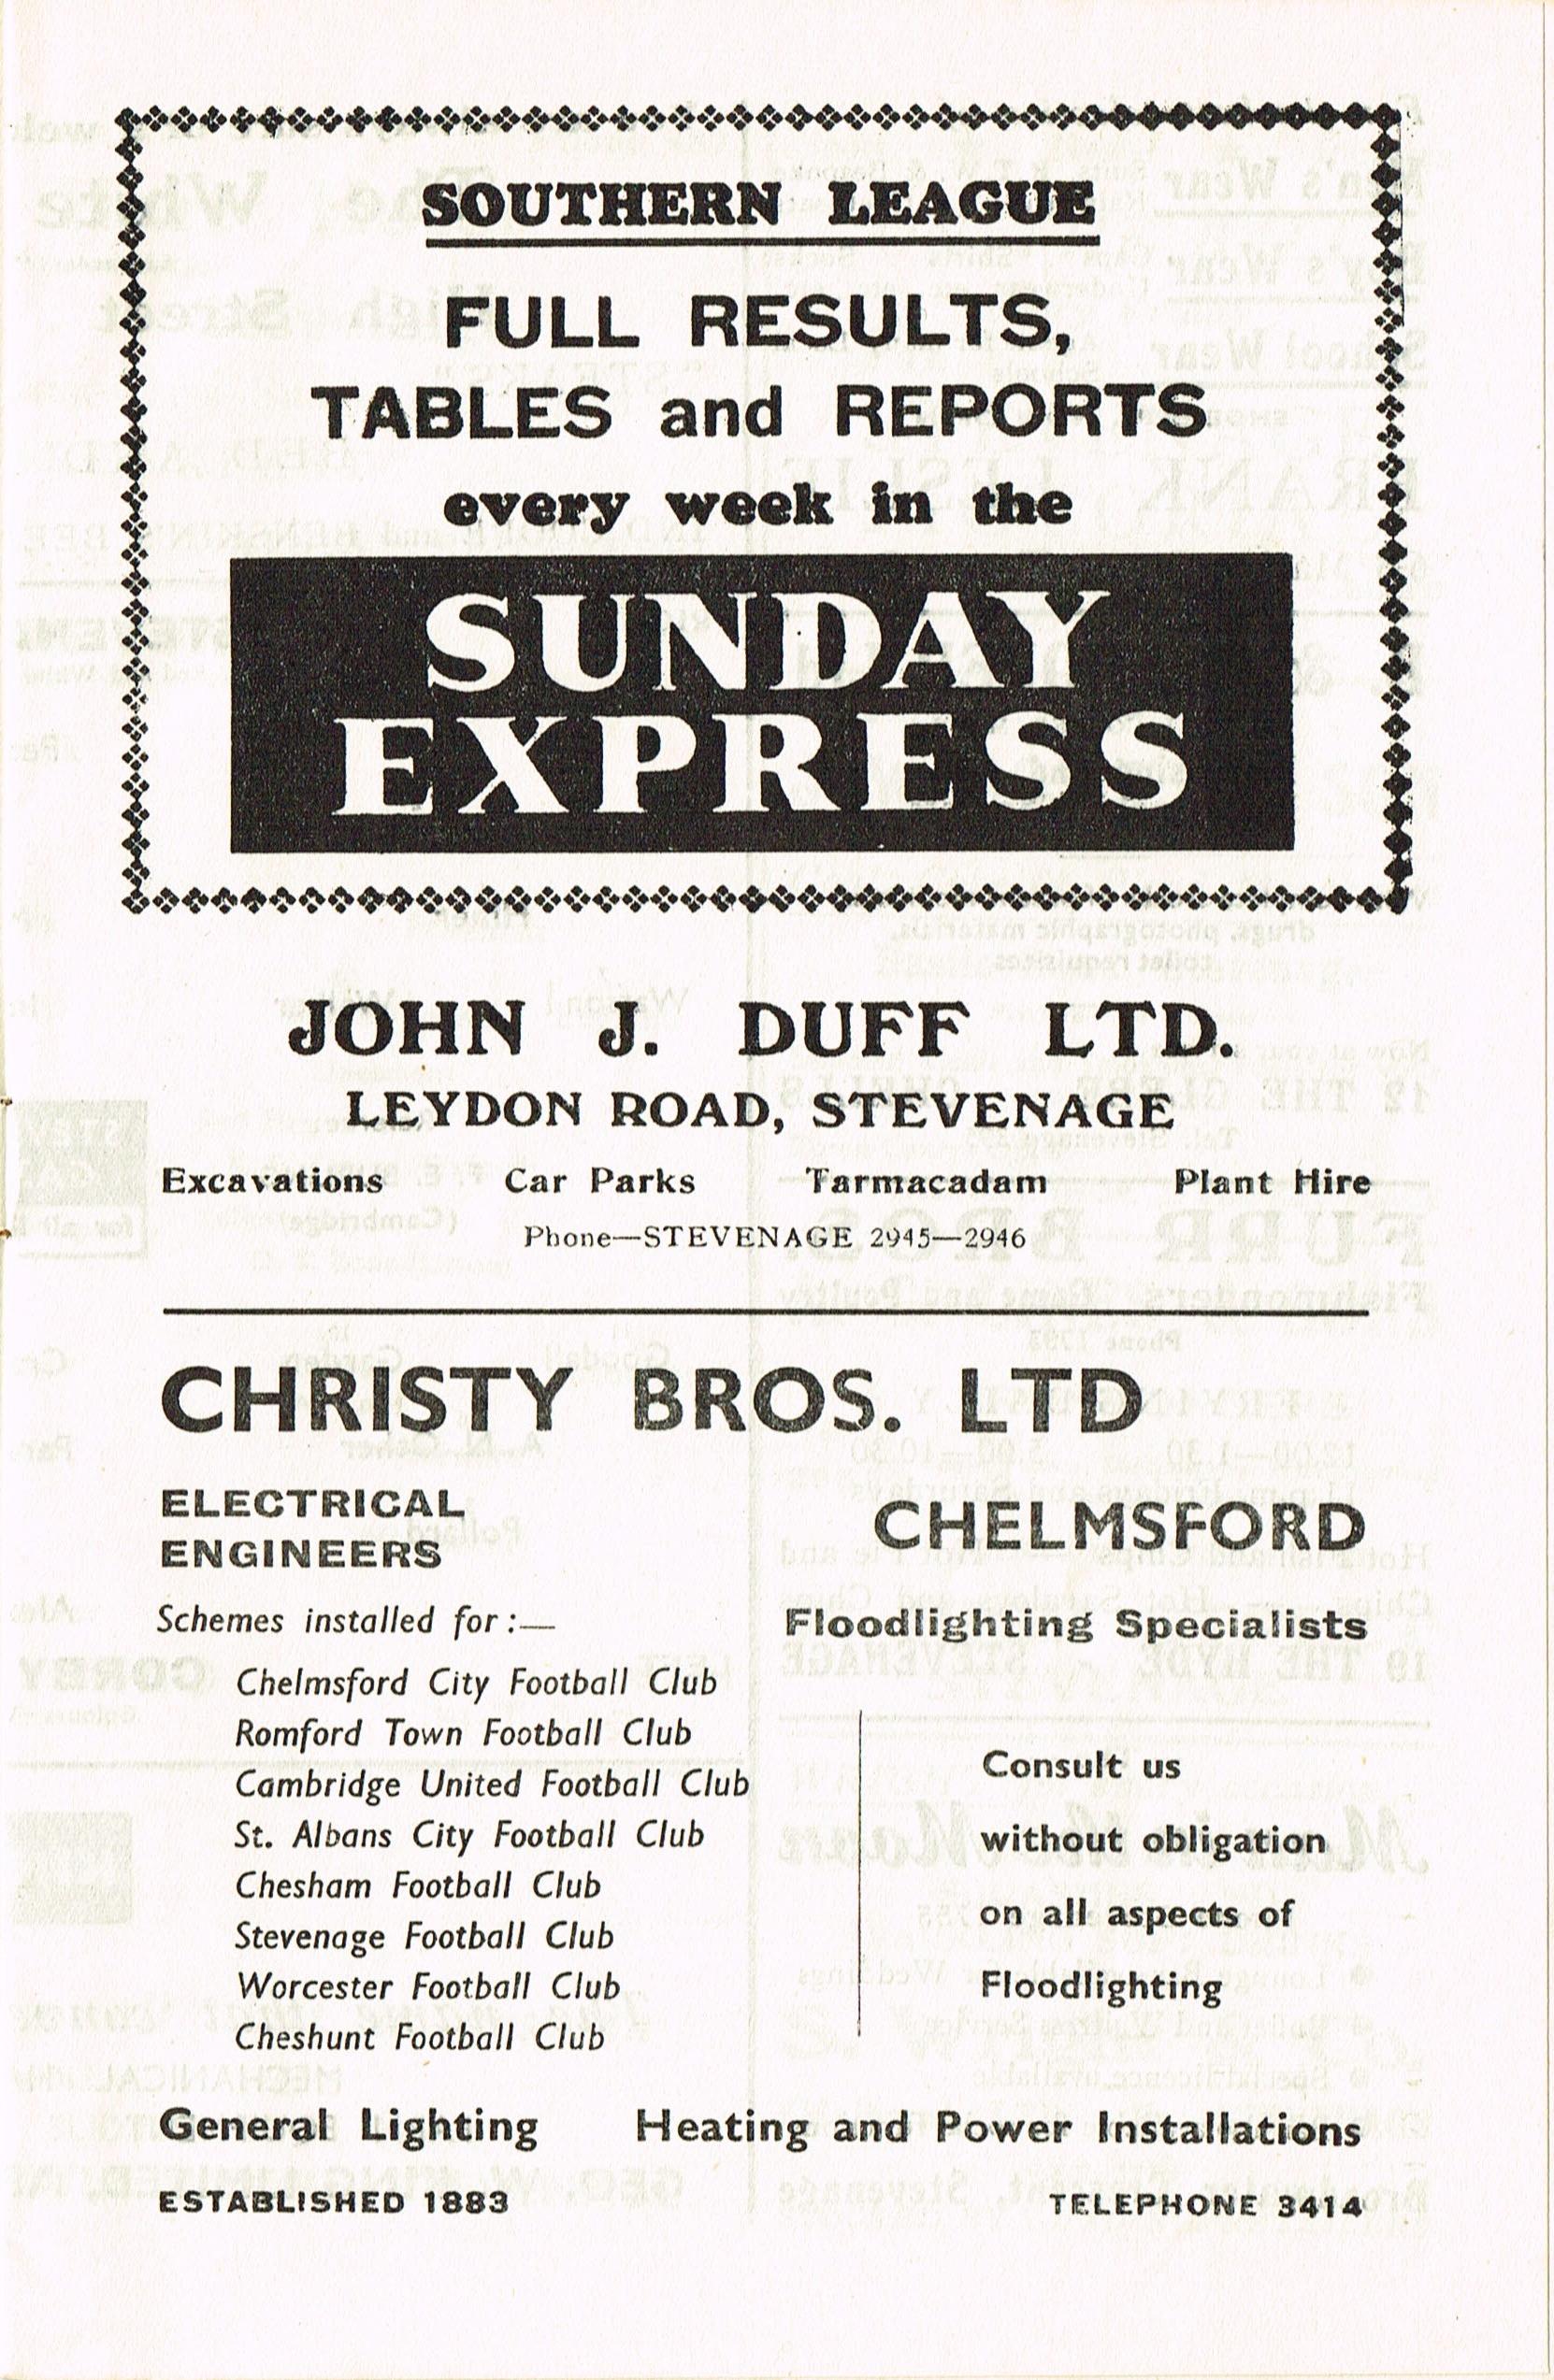 SOUTHERN LEAGUE
FULL RESULTS,
TABLES and REPORTS
every week in the
SUNDAY
EXPRESS
JOHN J. DUFF LTD.
LEYDON ROAD, STEVENAGE
Excavations Car Parks Tarmacadam Plant Hire
Phone—STEVENAGE 2945—2946
CHRISTY BROS. LTD
ELECTRICAL
ENGINEERS
CHELMSFORD
Schemes installed for :—
Floodlighting Specialists
Chelmsford City Football Club
Romford Town Football Club
Cambridge United Football Club
St. Albans City Football Club
Chesham Football Club
Stevenage Football Club
Worcester Football Club
Cheshunt Football Club
Consult us
without obligation
on all aspects of
Floodlighting
General Lighting Heating and Power Installations
ESTABLISHED 1883 TELEPHONE 3414